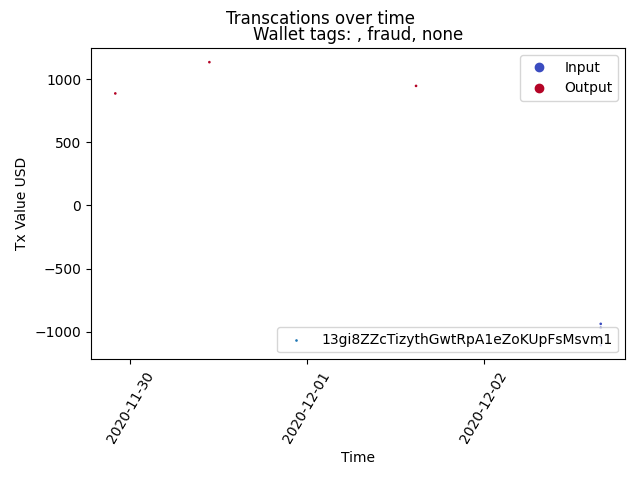 Transcations over time
Wallet tags: , fraud, none
Input
Output
1000
500
0
−500
−1000
Tx Value USD
13gi8ZZcTizythGwtRpA1eZoKUpFsMsvm1
2020-11-30
2020-12-01
2020-12-02
Time